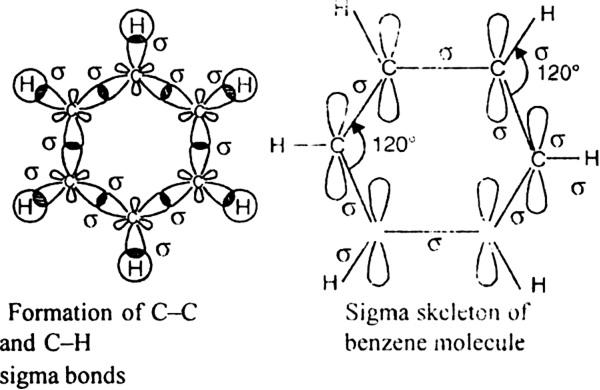 H
σ
H σ σ C σ σ H
C C
σ σ
C C
σ σ σ σ
H C H
σ σ
H σ
Formation of C–C
and C–H
sigma bonds
H H
C σ C σ
120°
σ σ
H C 120° C H
σ
σ
σ σ
σ σ
H H
Sigma skeleton of
benzene molecule